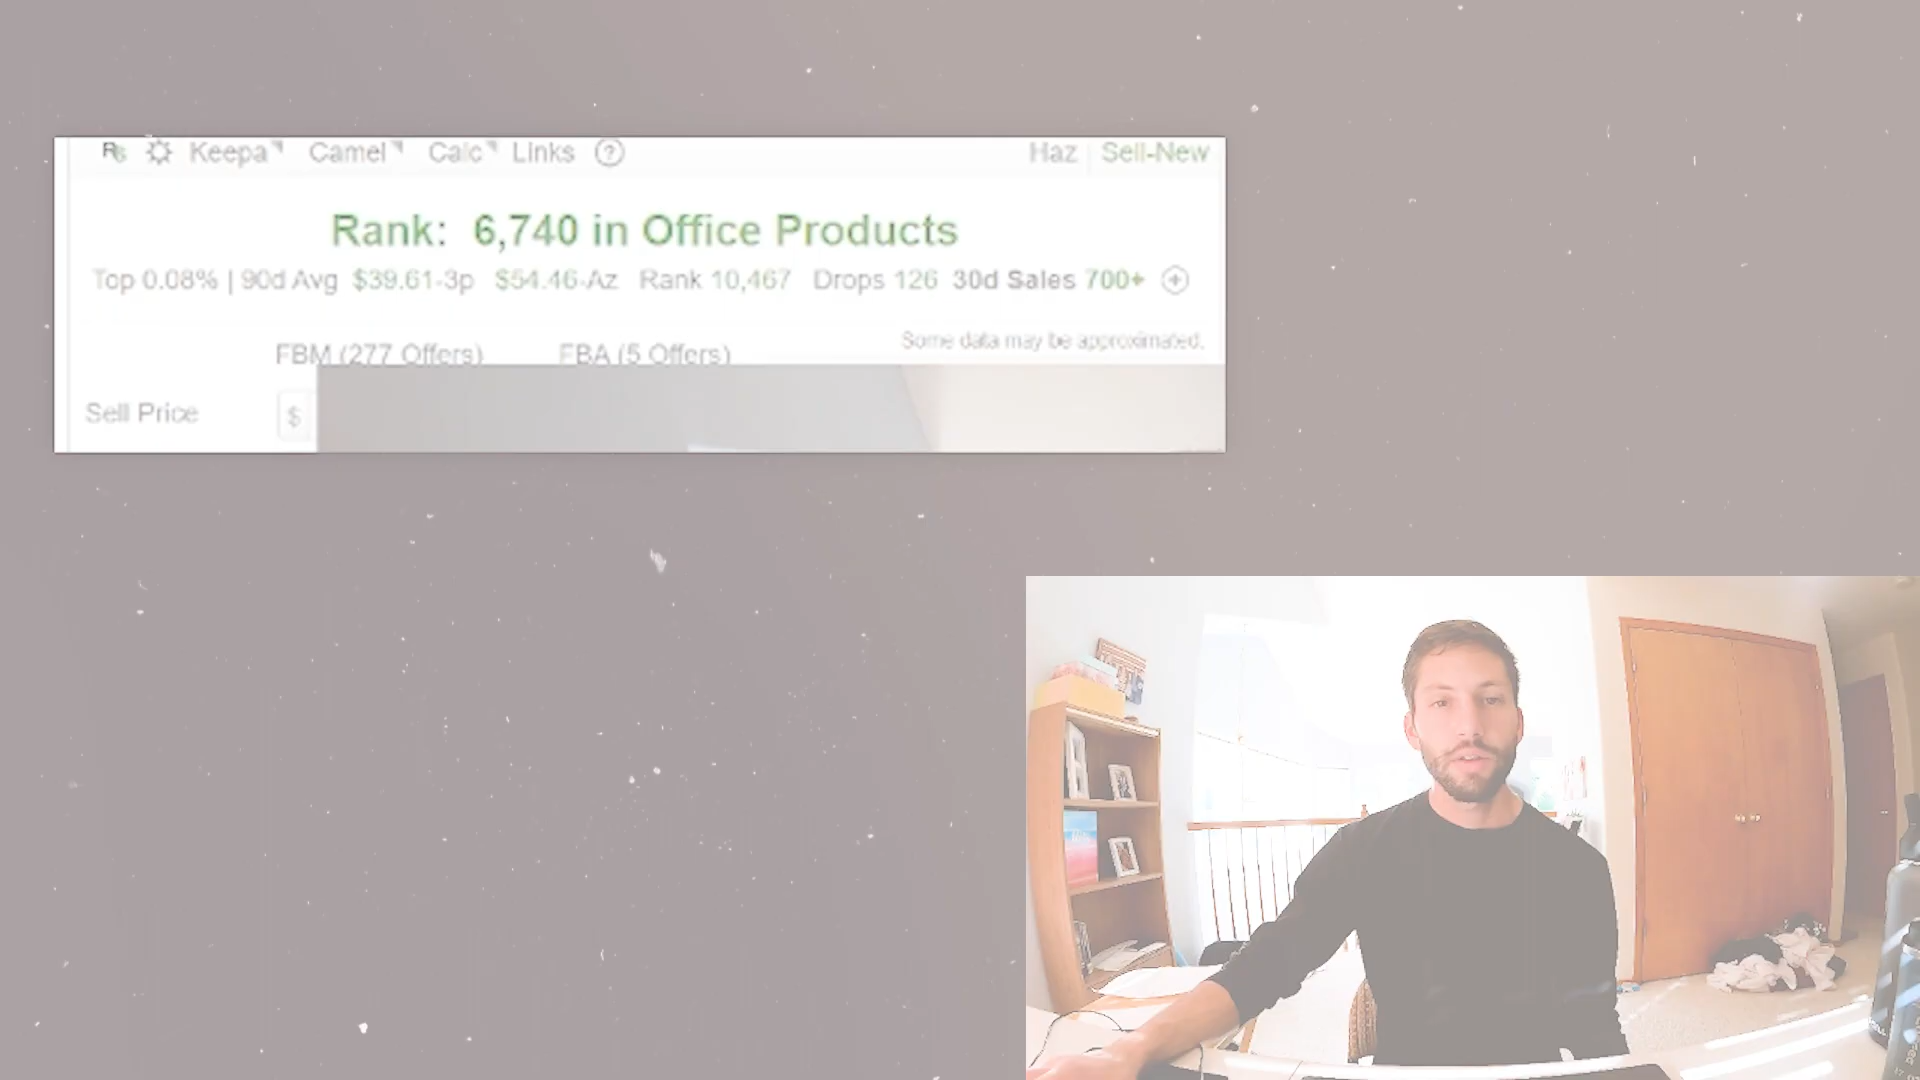 RS Keepa Camel Calc Links ? Haz Sell-New
Rank: 6,740 in Office Products
Top 0.08% | 90d Avg $39.61-3p $54.46-Az Rank 10,467 Drops 126 30d Sales 700+
Some data may be approximated.
FBM (277 Offers) FBA (5 Offers)
Sell Price $